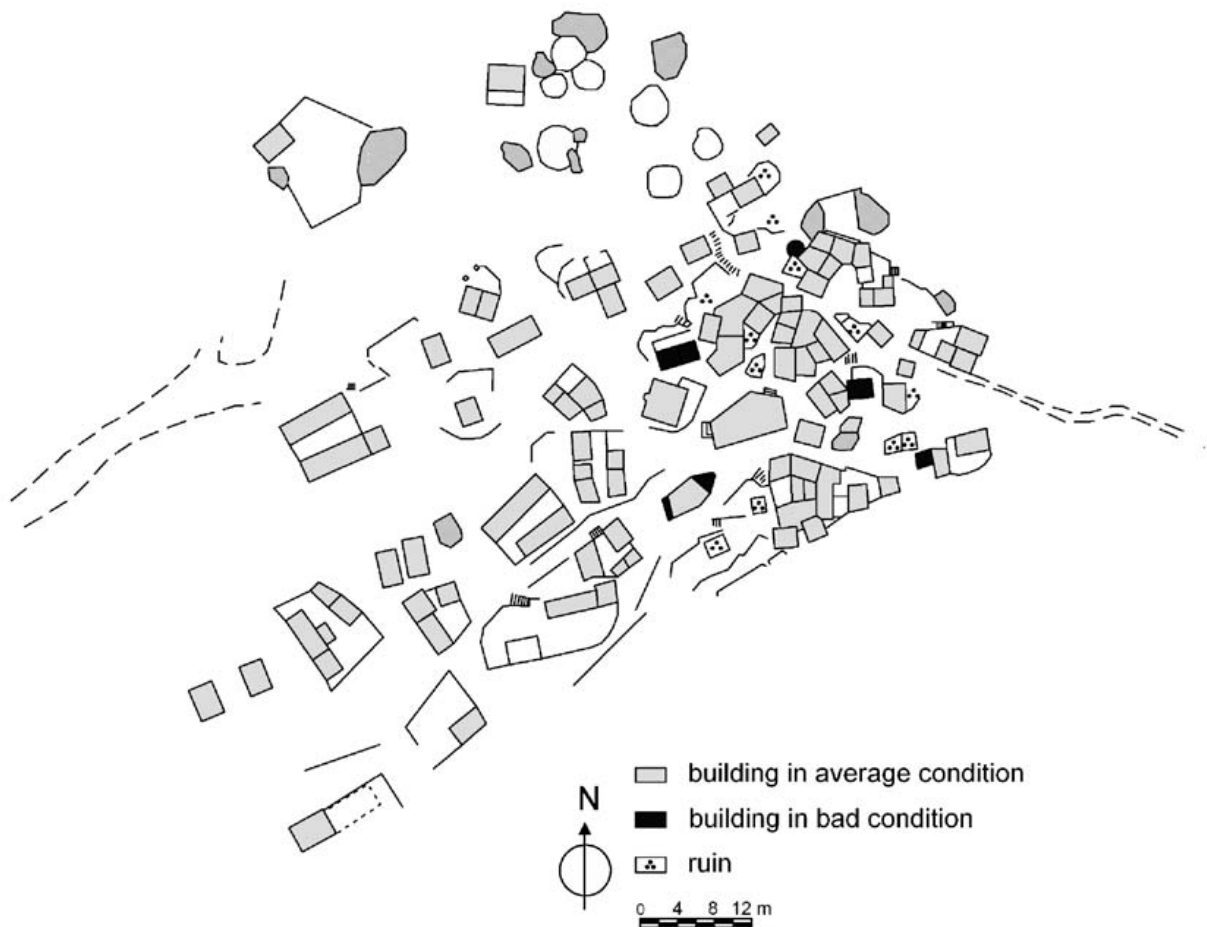 building in average condition
building in bad condition
ruin
N
0 4 8 12 m